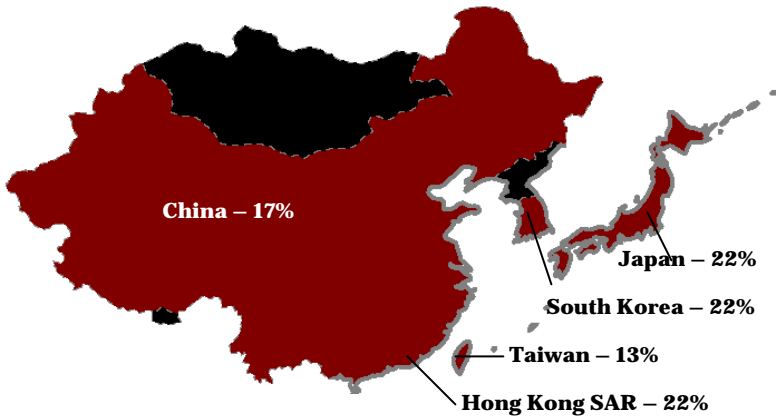 China – 17%
Japan – 22%
South Korea – 22%
Taiwan – 13%
Hong Kong SAR – 22%